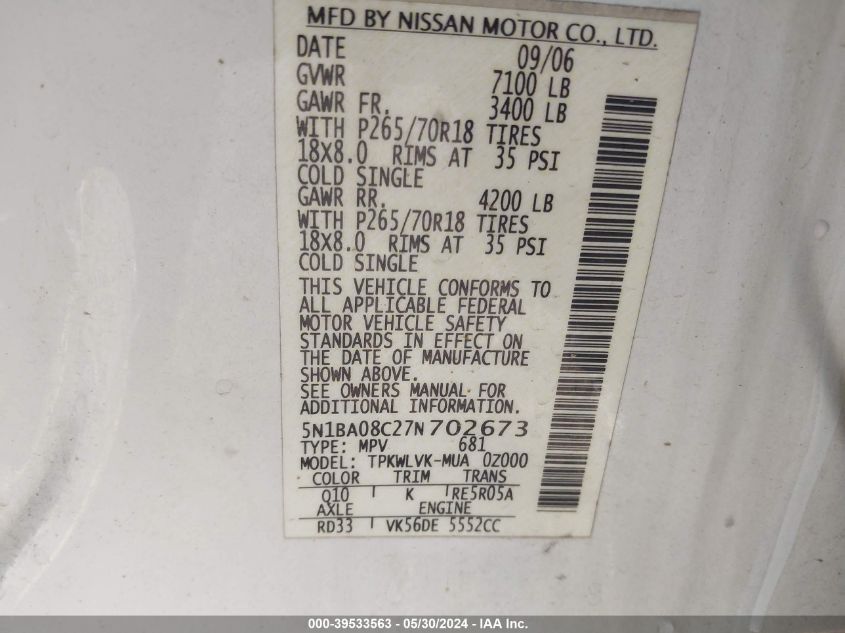 MFD BY NISSAN MOTOR CO., LTD.
DATE 09/06
GVWR 7100 LB
GAWR FR. 3400 LB
WITH P265/70R18 TIRES
18X8.0 RIMS AT 35 PSI
COLD SINGLE
GAWR RR. 4200 LB
WITH P265/70R18 TIRES
18X8.0 RIMS AT 35 PSI
COLD SINGLE
THIS VEHICLE CONFORMS TO
ALL APPLICABLE FEDERAL
MOTOR VEHICLE SAFETY
STANDARDS IN EFFECT ON
THE DATE OF MANUFACTURE
SHOWN ABOVE.
SEE OWNERS MANUAL FOR
ADDITIONAL INFORMATION.
5N1BA08C27N702673
TYPE: MPV 681
MODEL: TPKWLVK-MUA 0Z000
COLOR TRIM TRANS
Q10 K RE5R05A
AXLE ENGINE
RD33 VK56DE 5552CC
000-39533563 — 05/30/2024 — IAA Inc.